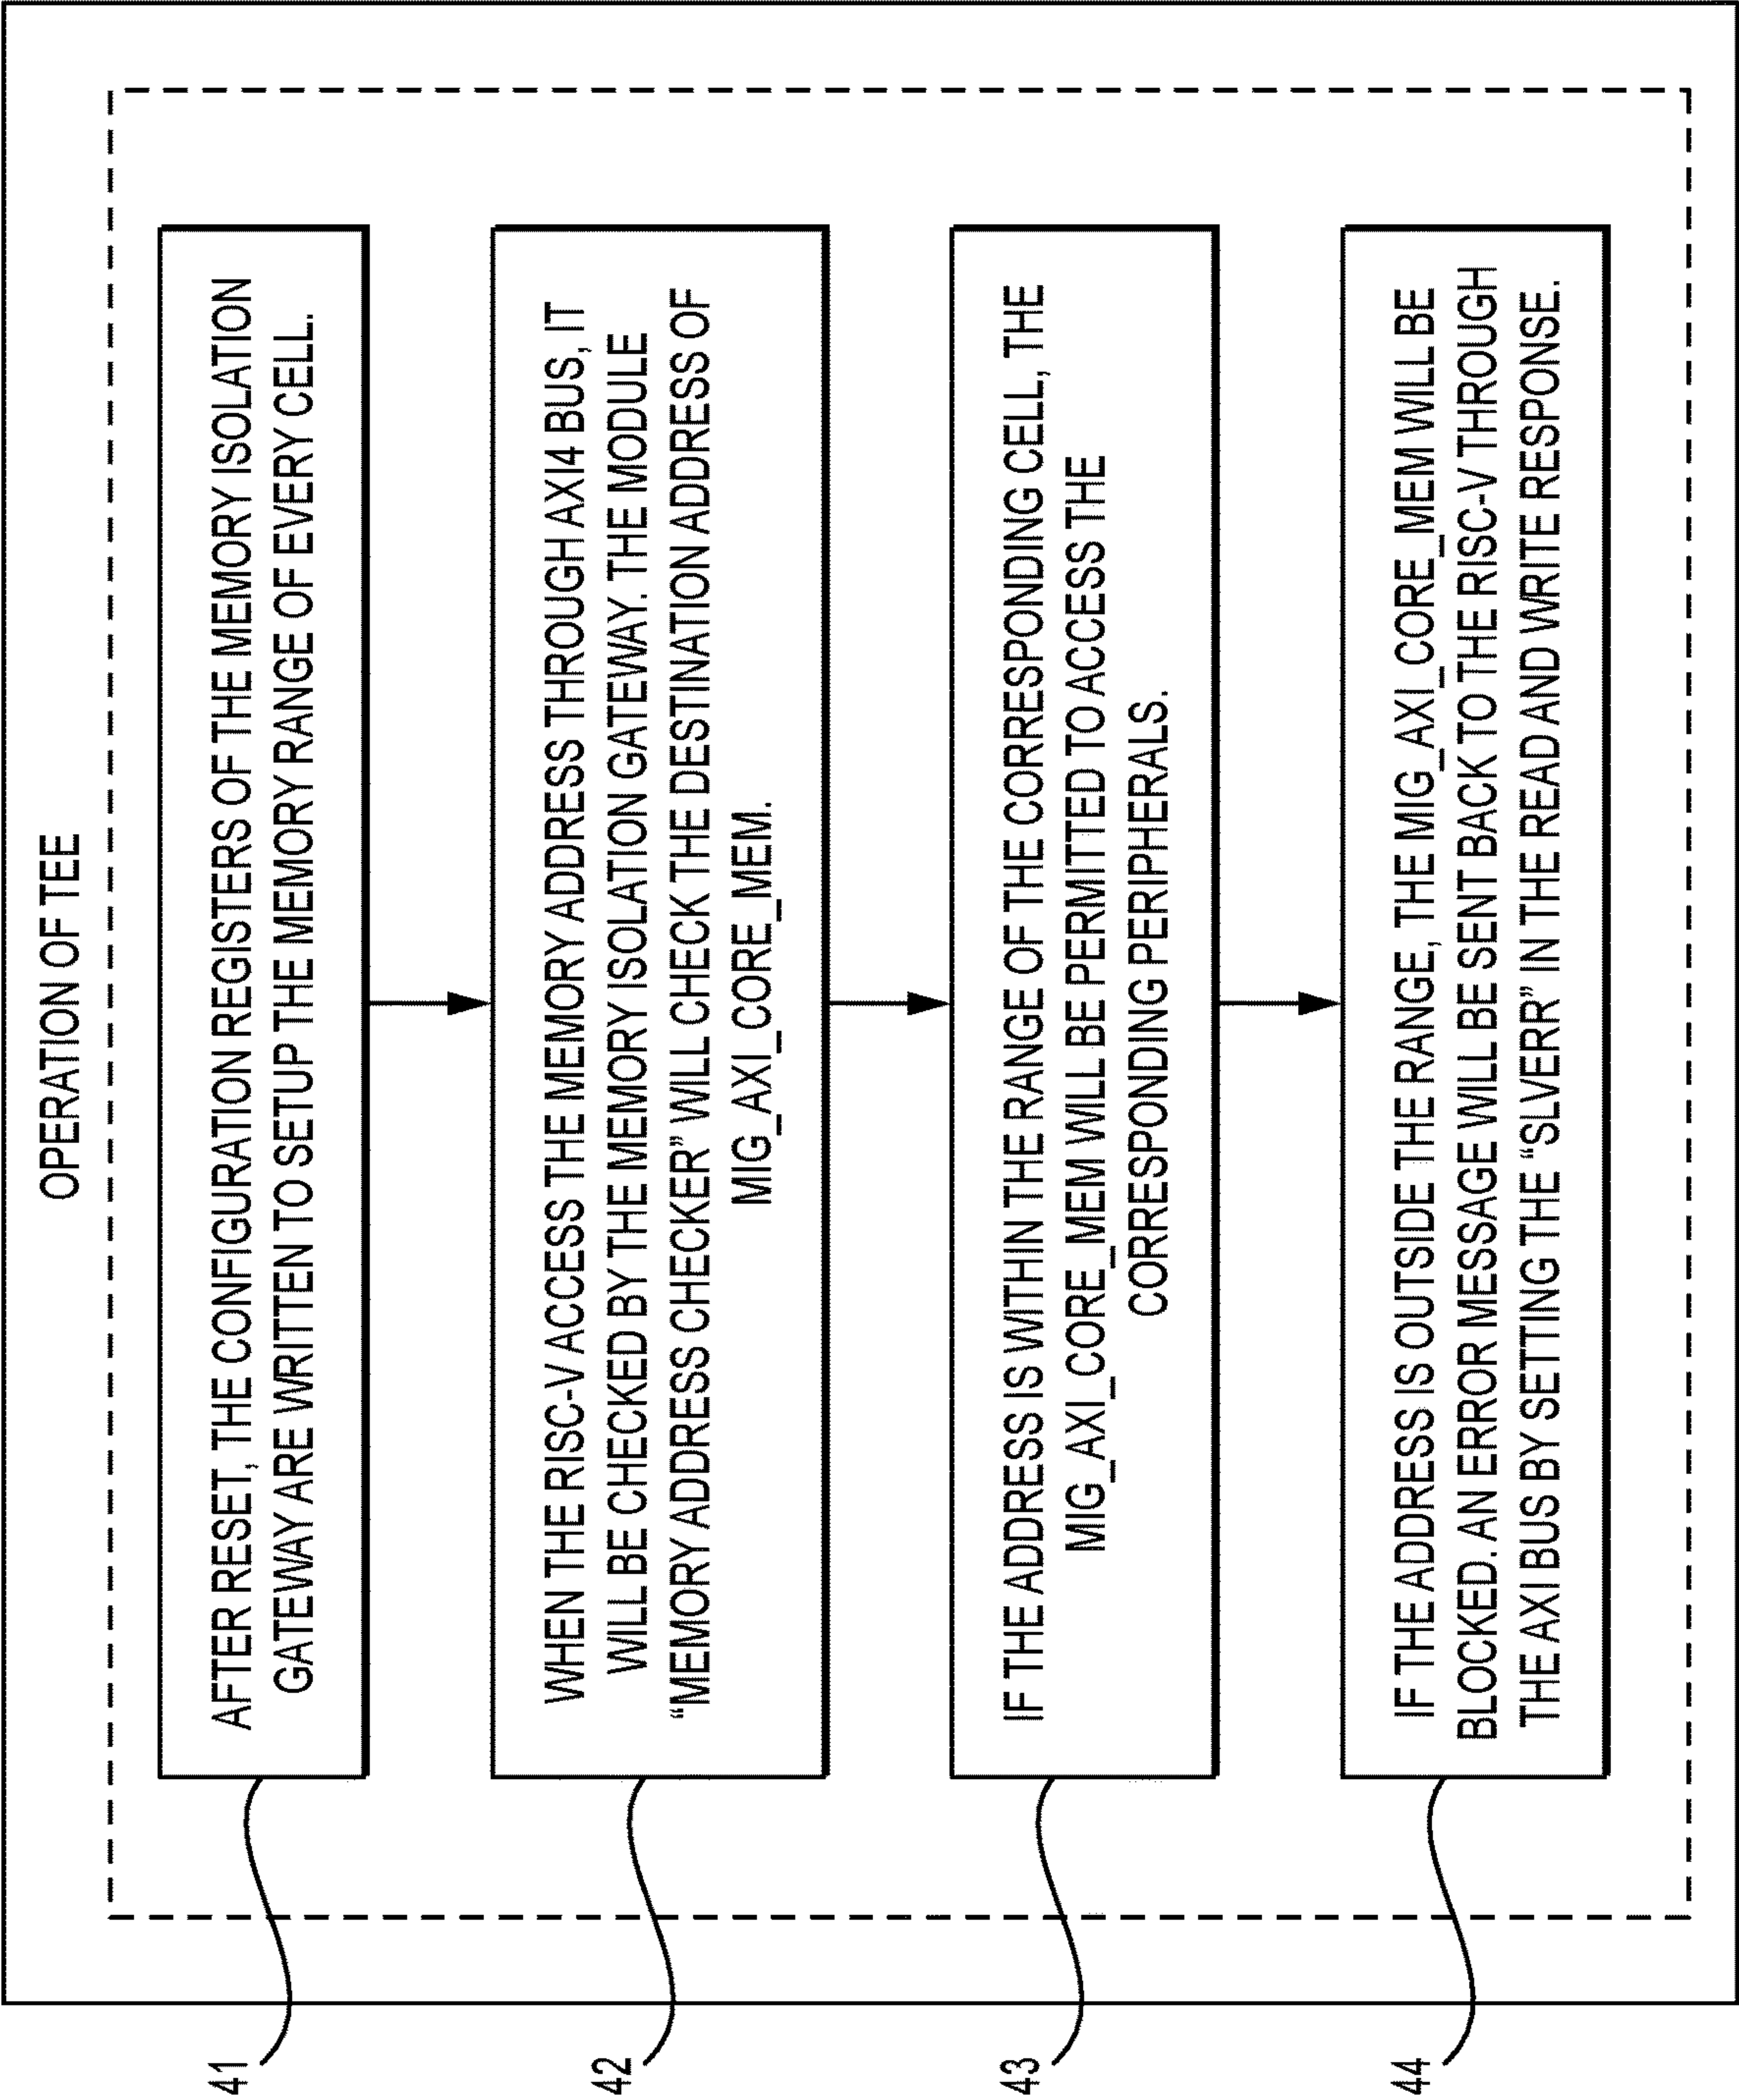 OPERATION OF TEE
41
AFTER RESET, THE CONFIGURATION REGISTERS OF THE MEMORY ISOLATION
GATEWAY ARE WRITTEN TO SETUP THE MEMORY RANGE OF EVERY CELL.
42
WHEN THE RISC-V ACCESS THE MEMORY ADDRESS THROUGH AXI4 BUS, IT
WILL BE CHECKED BY THE MEMORY ISOLATION GATEWAY. THE MODULE
“MEMORY ADDRESS CHECKER” WILL CHECK THE DESTINATION ADDRESS OF
MIG_AXI_CORE_MEM.
43
IF THE ADDRESS IS WITHIN THE RANGE OF THE CORRESPONDING CELL, THE
MIG_AXI_CORE_MEM WILL BE PERMITTED TO ACCESS THE
CORRESPONDING PERIPHERALS.
44
IF THE ADDRESS IS OUTSIDE THE RANGE, THE MIG_AXI_CORE_MEM WILL BE
BLOCKED. AN ERROR MESSAGE WILL BE SENT BACK TO THE RISC-V THROUGH
THE AXI BUS BY SETTING THE “SLVERR” IN THE READ AND WRITE RESPONSE.